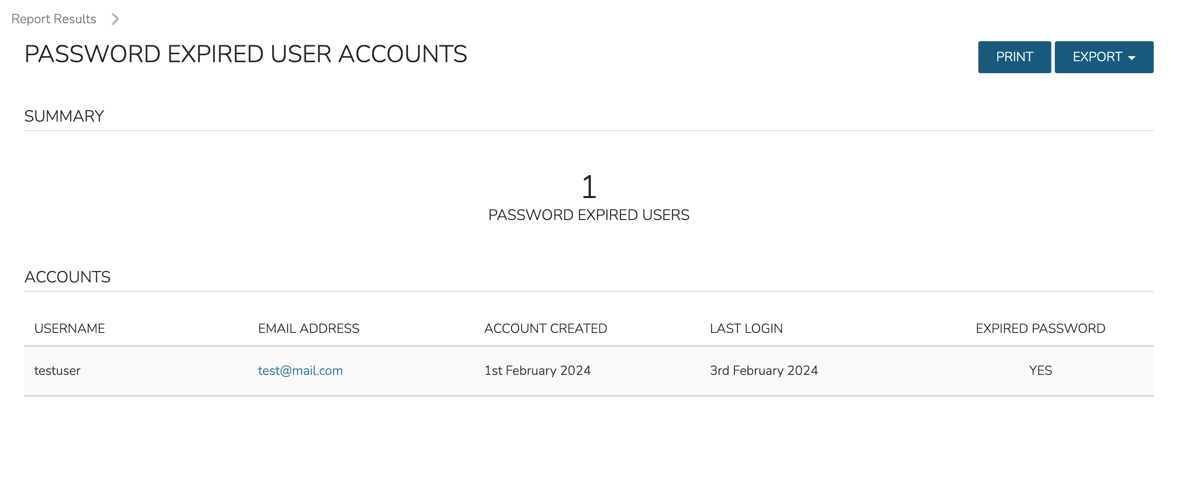 Report Results
PASSWORD EXPIRED USER ACCOUNTS
PRINT EXPORT
SUMMARY
1
PASSWORD EXPIRED USERS
ACCOUNTS
USERNAME EMAIL ADDRESS ACCOUNT CREATED LAST LOGIN EXPIRED PASSWORD
testuser test@mail.com 1st February 2024 3rd February 2024 YES